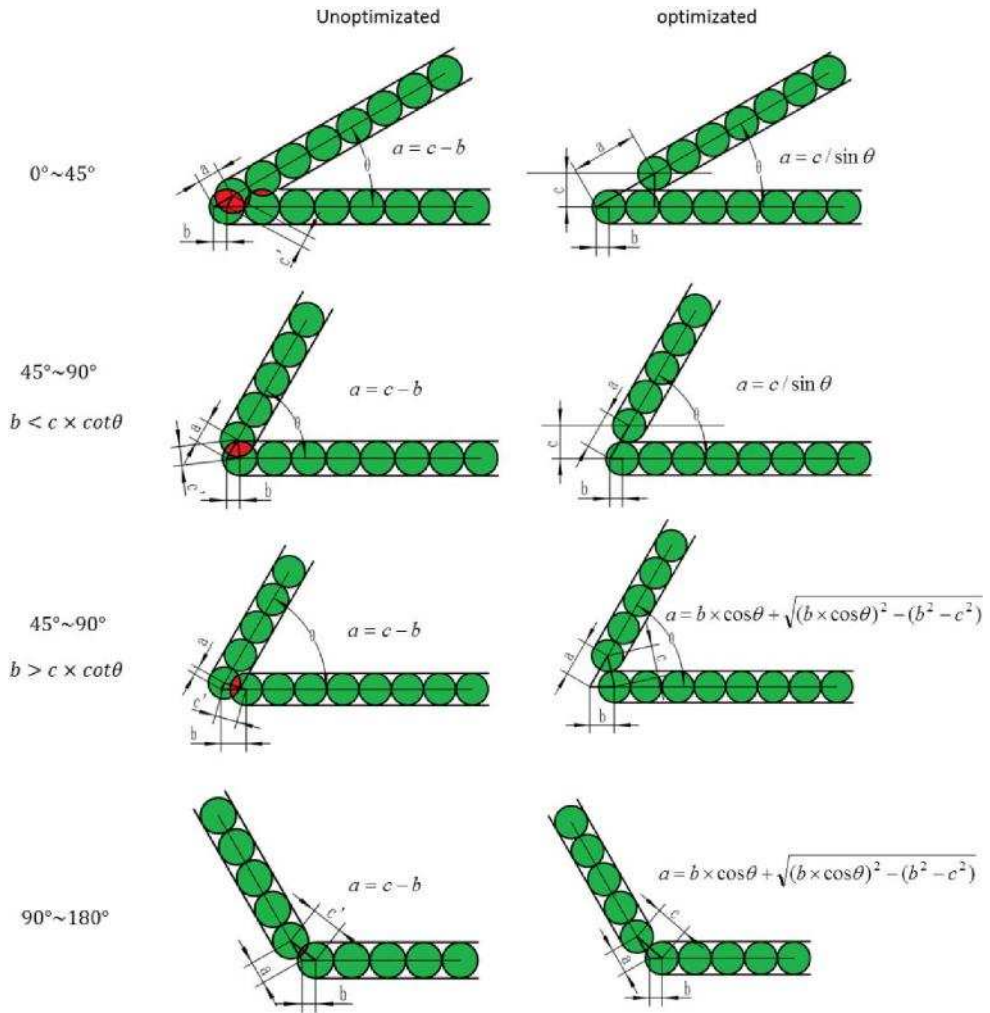 Unoptimizated optimizated
0°~45°
a = c − b
a = c / sin θ
a
θ
b
c'
a
c
θ
b
45°~90°
b < c × cotθ
a = c − b
a = c / sin θ
a
θ
c'
b
a
c
θ
b
45°~90°
b > c × cotθ
a = c − b
a = b × cosθ + √(b × cosθ)² − (b² − c²)
a
θ
c'
b
a
c
θ
b
90°~180°
a = c − b
a = b × cosθ + √(b × cosθ)² − (b² − c²)
c'
a
b
c
a
b